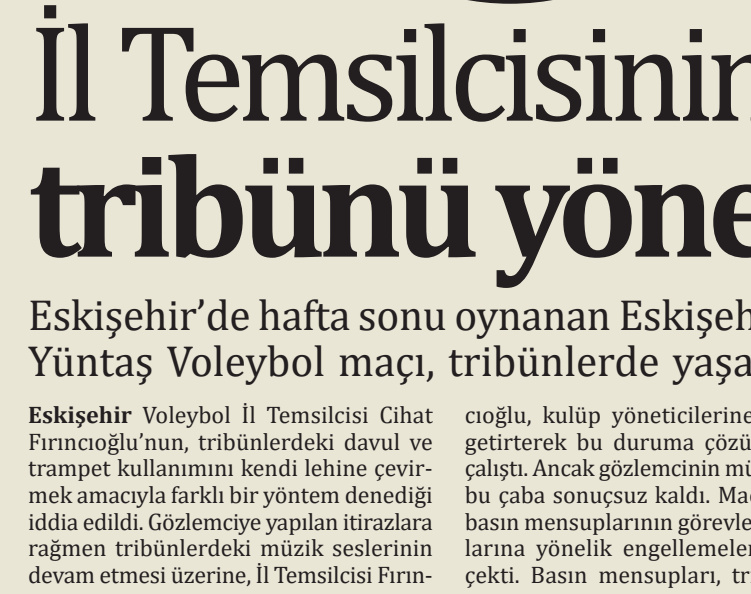 İl Temsilcisinin
tribünü yöne
Eskişehir’de hafta sonu oynanan Eskişeh
Yüntaş Voleybol maçı, tribünlerde yaşa
Eskişehir Voleybol İl Temsilcisi Cihat
Fırıncıoğlu’nun, tribünlerdeki davul ve
trampet kullanımını kendi lehine çevir-
mek amacıyla farklı bir yöntem denediği
iddia edildi. Gözlemciye yapılan itirazlara
rağmen tribünlerdeki müzik seslerinin
devam etmesi üzerine, İl Temsilcisi Fırın-
cıoğlu, kulüp yöneticilerine
getirterek bu duruma çözü
çalıştı. Ancak gözlemcinin mü
bu çaba sonuçsuz kaldı. Maç
basın mensuplarının görevle
larına yönelik engellemeler
çekti. Basın mensupları, tr